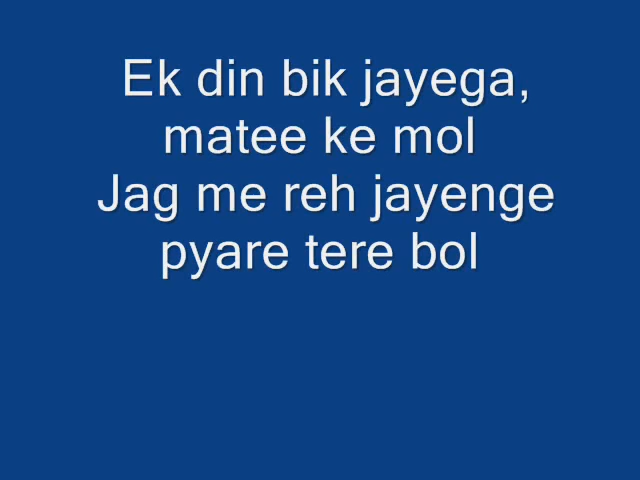 Ek din bik jayega,
matee ke mol
Jag me reh jayenge
pyare tere bol